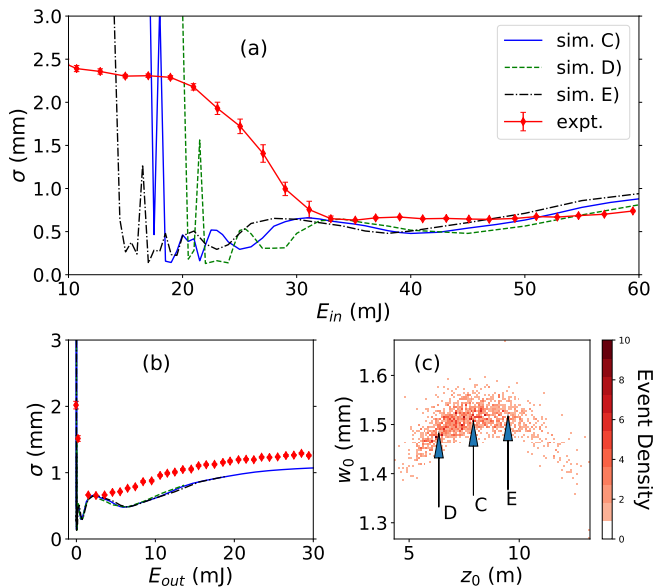 3.0
2.5
2.0
1.5
1.0
0.5
0.0
σ (mm)
(a)
sim. C)
sim. D)
sim. E)
expt.
10 20 30 40 50 60
E_in (mJ)
3
2
1
0
σ (mm)
(b)
0 10 20 30
E_out (mJ)
1.6
1.5
1.4
1.3
w_0 (mm)
(c)
D
C
E
5 10
z_0 (m)
10
8
6
4
2
0
Event Density